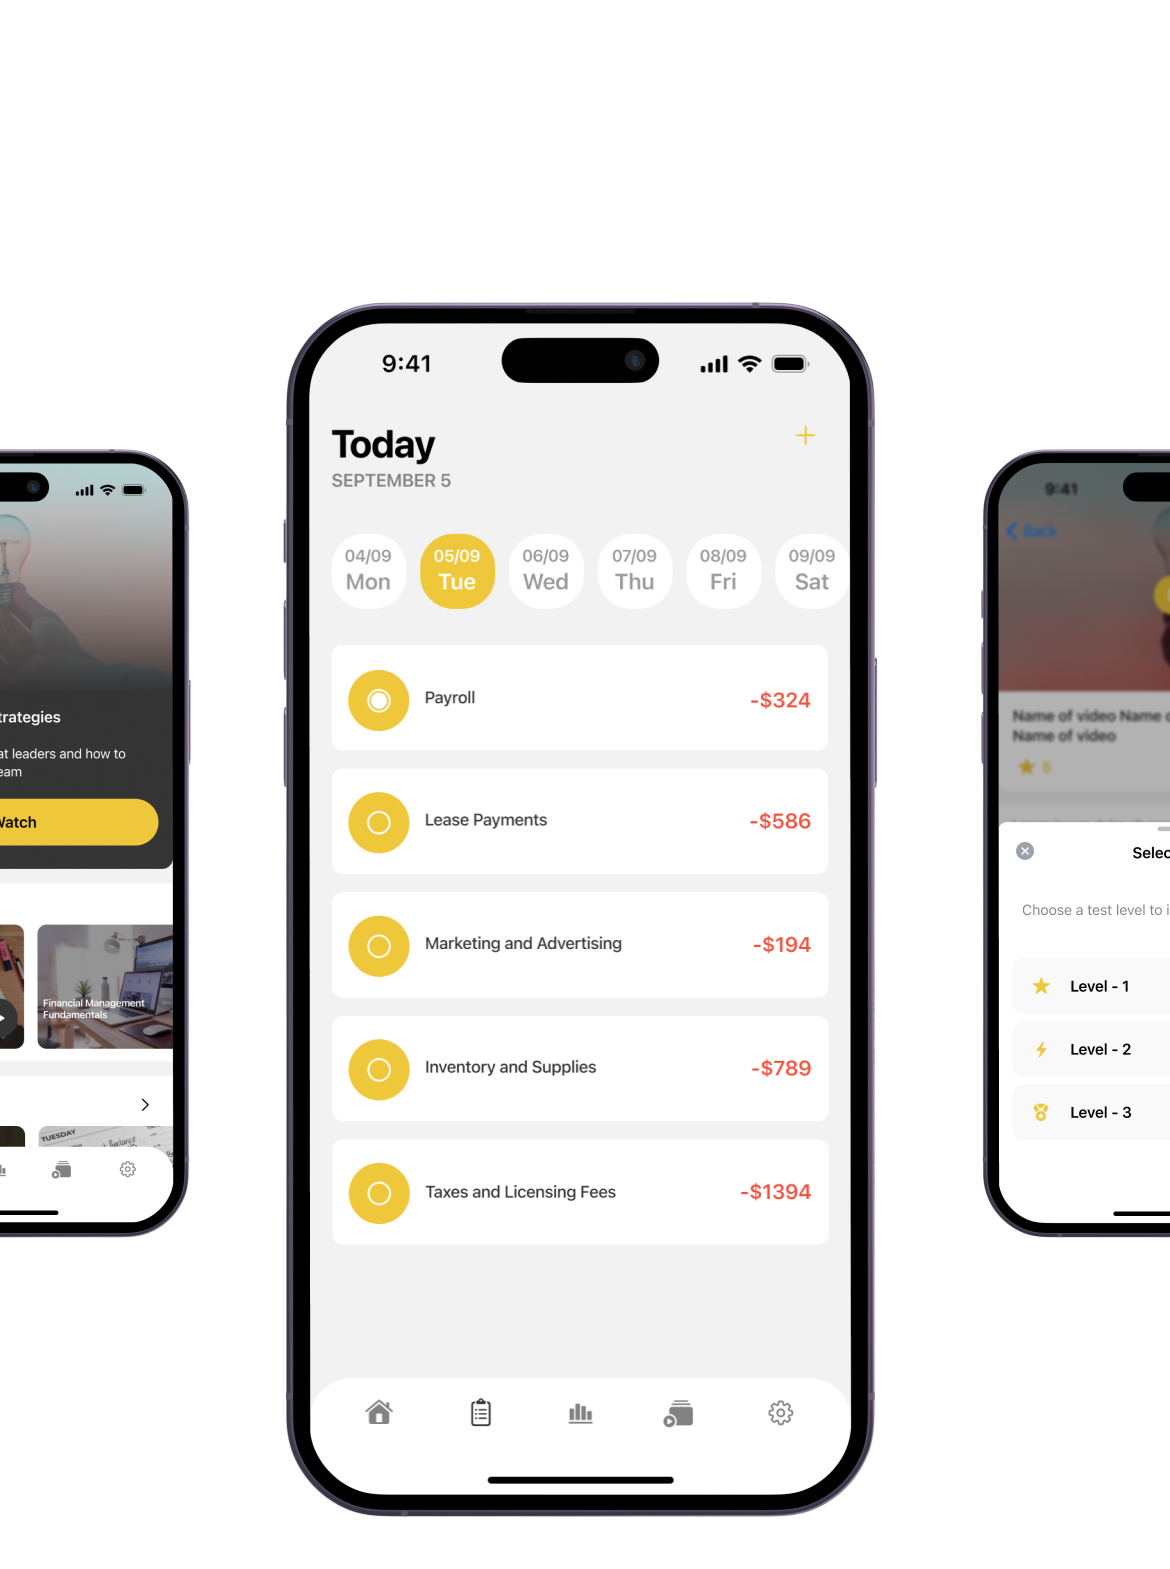 9:41
Today
SEPTEMBER 5
04/09
Mon
05/09
Tue
06/09
Wed
07/09
Thu
08/09
Fri
09/09
Sat
Payroll
-$324
Lease Payments
-$586
Marketing and Advertising
-$194
Inventory and Supplies
-$789
Taxes and Licensing Fees
-$1394
trategies
at leaders and how to
eam
Watch
Financial Management
Fundamentals
TUESDAY
freelance
9:41
Back
Name of video Name
Name of video
5
Selec
Choose a test level to i
Level - 1
Level - 2
Level - 3